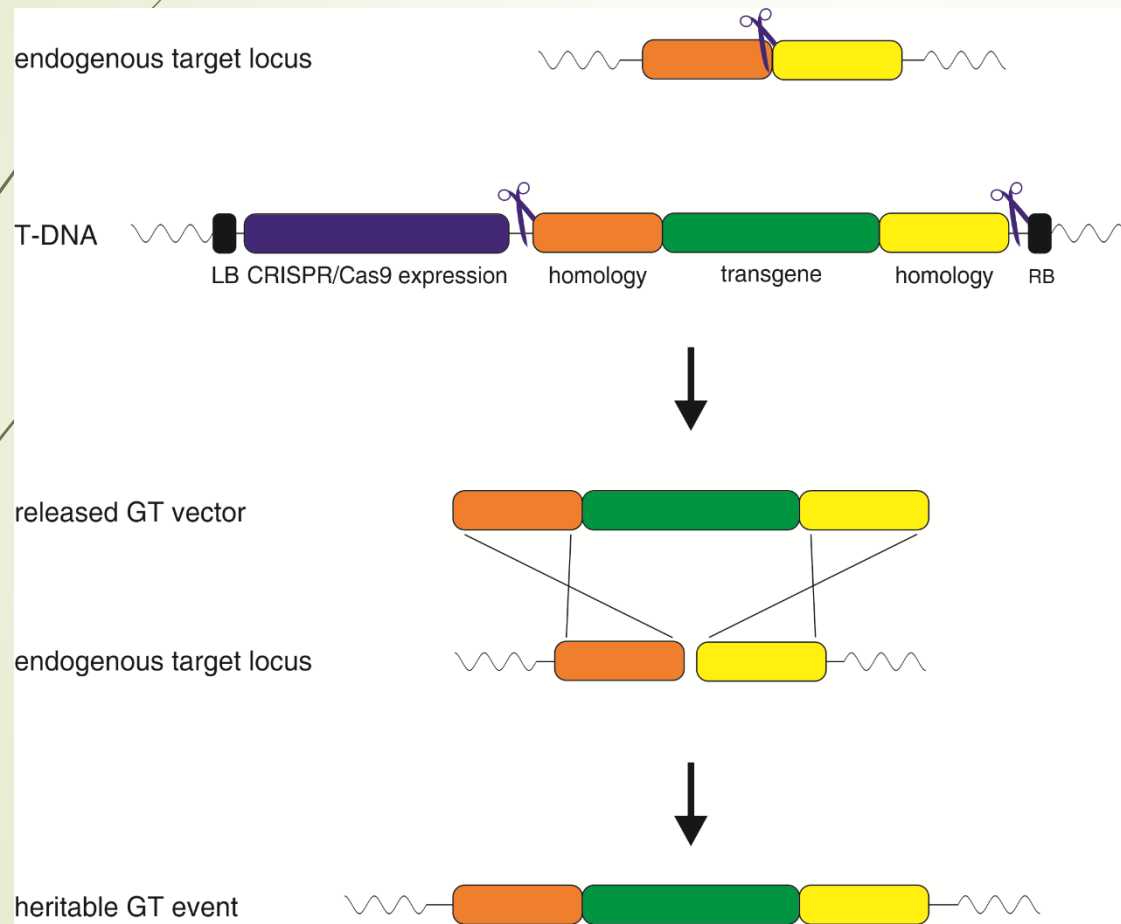 endogenous target locus
T-DNA
LB CRISPR/Cas9 expression homology transgene homology RB
released GT vector
endogenous target locus
heritable GT event